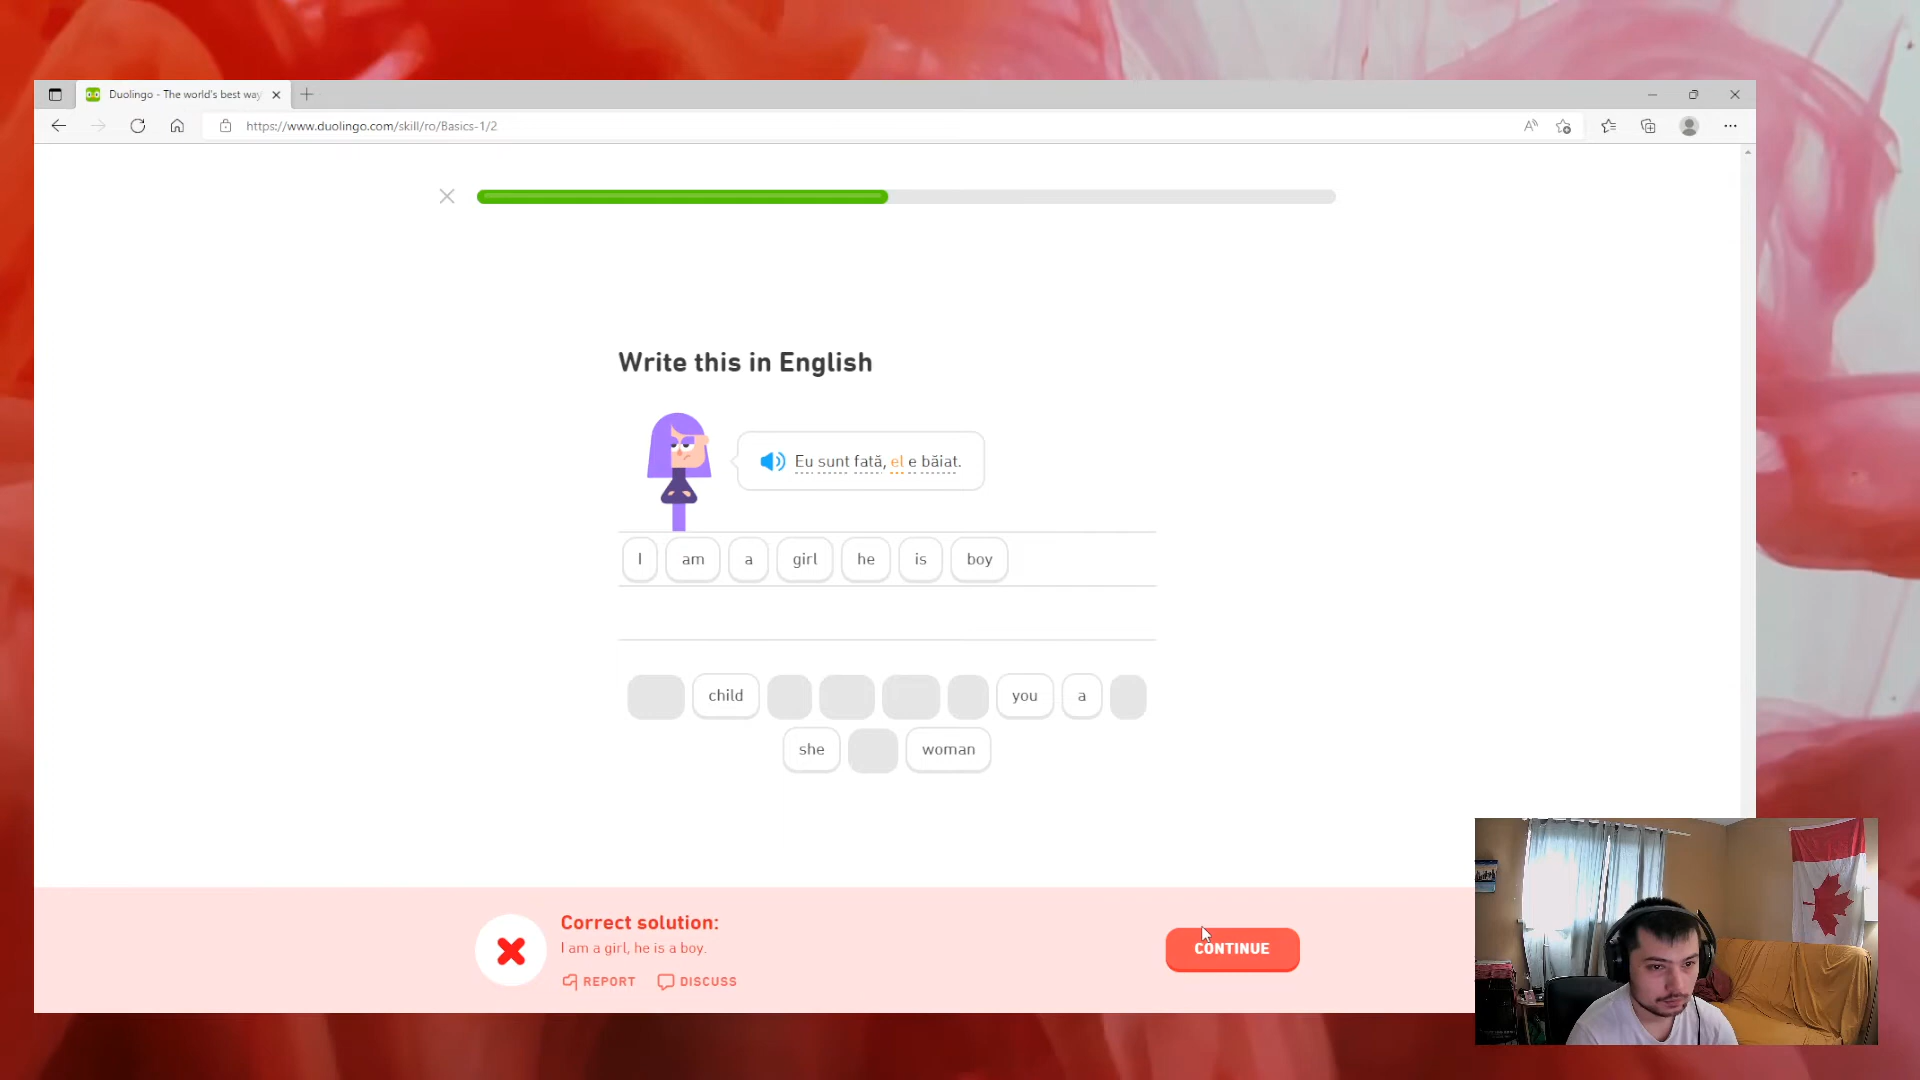 Duolingo - The world's best way
https://www.duolingo.com/skill/ro/Basics-1/2
Write this in English
Eu sunt fată, el e băiat.
I am a girl he is boy
child you a
she woman
Correct solution:
I am a girl, he is a boy.
REPORT DISCUSS
CONTINUE